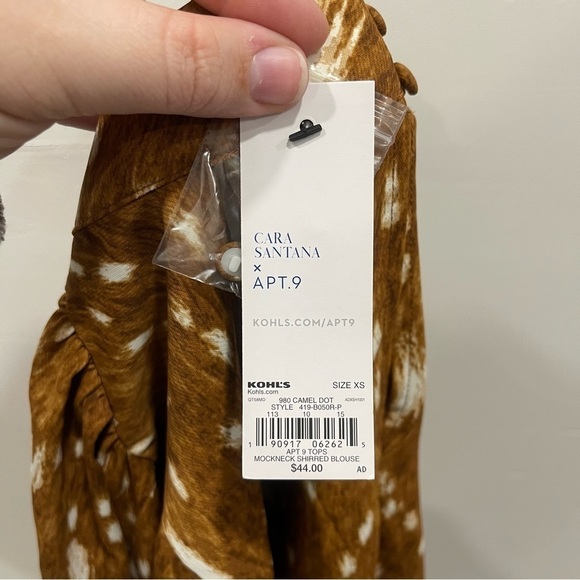 CARA
SANTANA
×
APT.9
KOHLS.COM/APT9
KOHL'S SIZE XS
Kohls.com
980 CAMEL DOT
STYLE 419-B050R-P
113 10 15
1 90917 06262 5
APT 9 TOPS
MOCKNECK SHIRRED BLOUSE
$44.00 AD